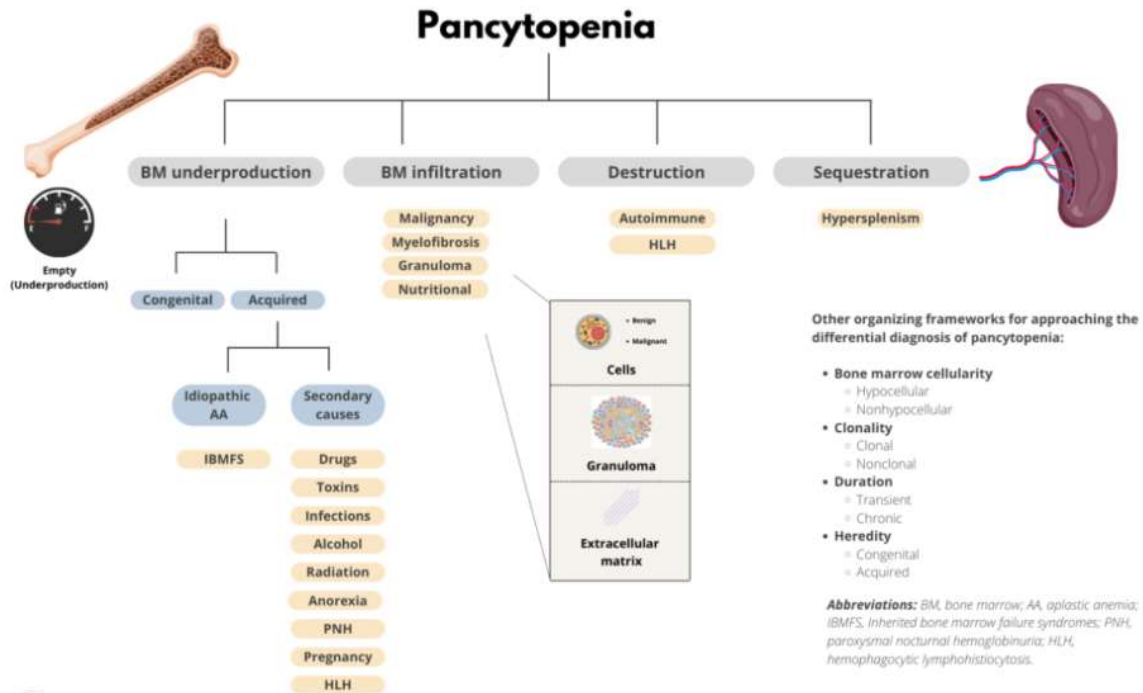 Pancytopenia
BM underproduction
BM infiltration
Destruction
Sequestration
Malignancy
Myelofibrosis
Granuloma
Nutritional
Autoimmune
HLH
Hypersplenism
Empty
(Underproduction)
Congenital
Acquired
Idiopathic
AA
Secondary
causes
IBMFS
Drugs
Toxins
Infections
Alcohol
Radiation
Anorexia
PNH
Pregnancy
HLH
Benign
Malignant
Cells
Granuloma
Extracellular
matrix
Other organizing frameworks for approaching the
differential diagnosis of pancytopenia:
• Bone marrow cellularity
Hypocellular
Nonhypocellular
• Clonality
Clonal
Nonclonal
• Duration
Transient
Chronic
• Heredity
Congenital
Acquired
Abbreviations: BM, bone marrow; AA, aplastic anemia;
IBMFS, Inherited bone marrow failure syndromes; PNH,
paroxysmal nocturnal hemoglobinuria; HLH,
hemophagocytic lymphohistiocytosis.